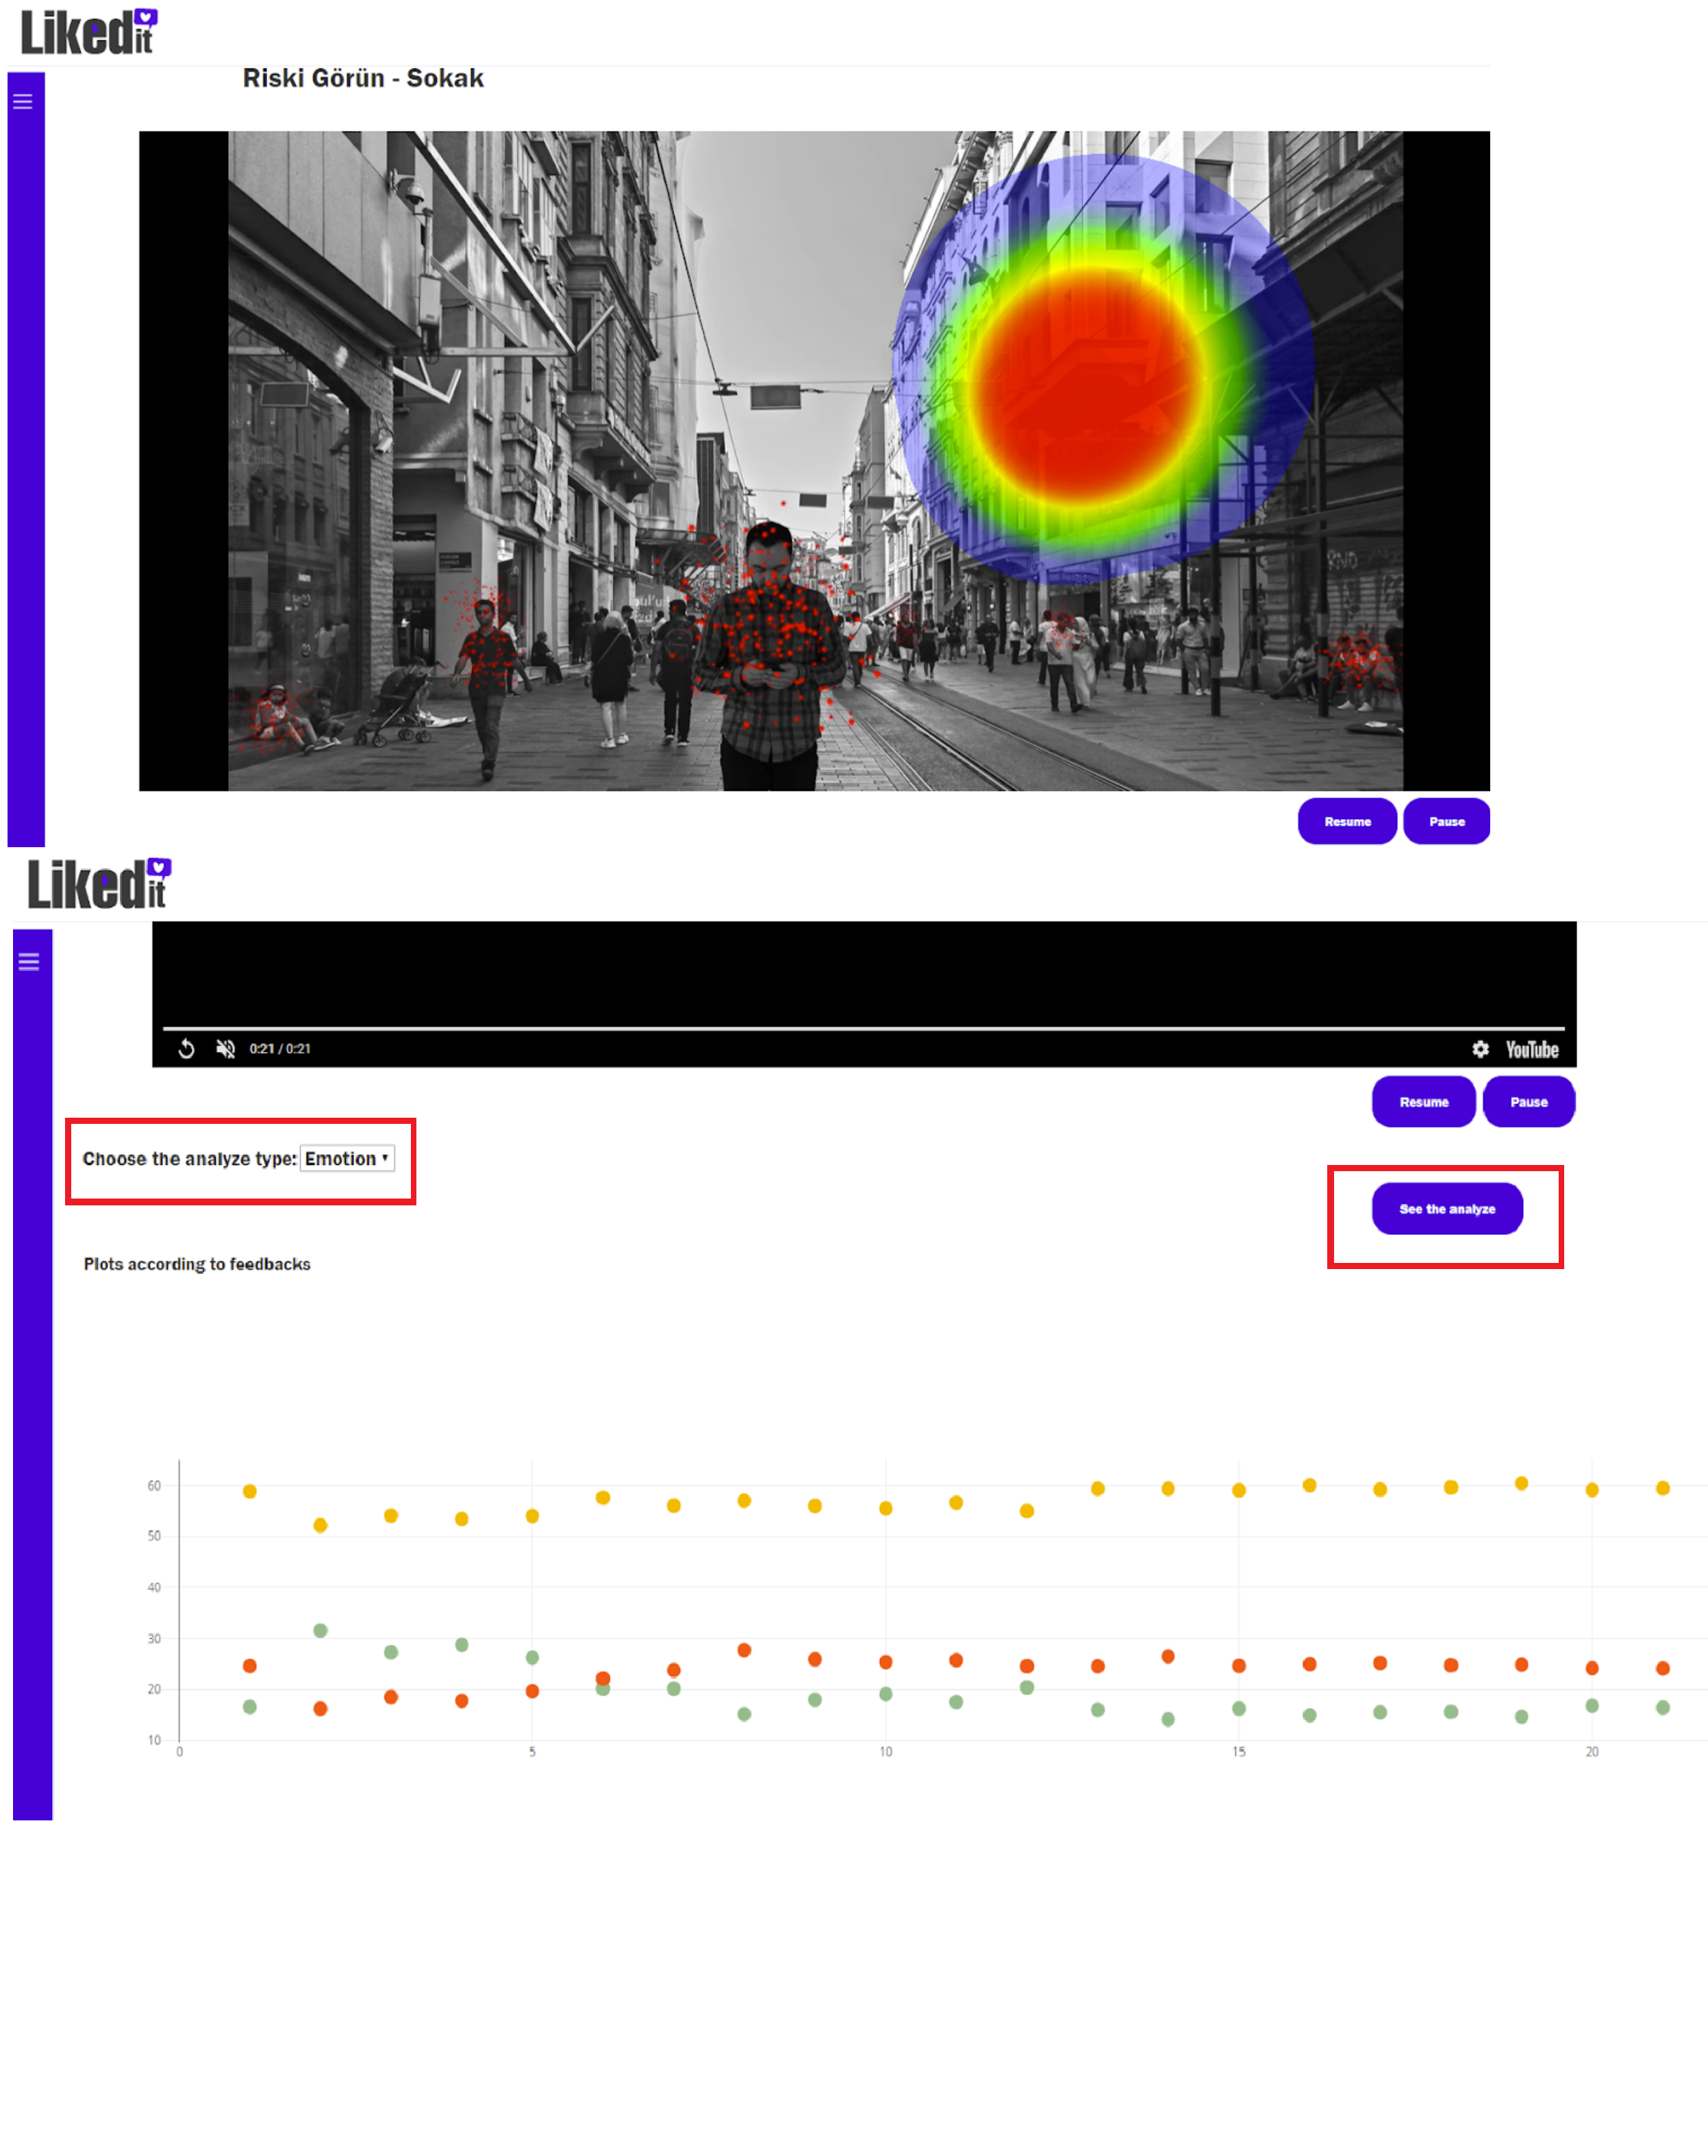 Likedit
Riski Görün - Sokak
Resume Pause
Likedit
0:21 / 0:21 YouTube
Resume Pause
Choose the analyze type: Emotion
See the analyze
Plots according to feedbacks
60
50
40
30
20
10
0 5 10 15 20